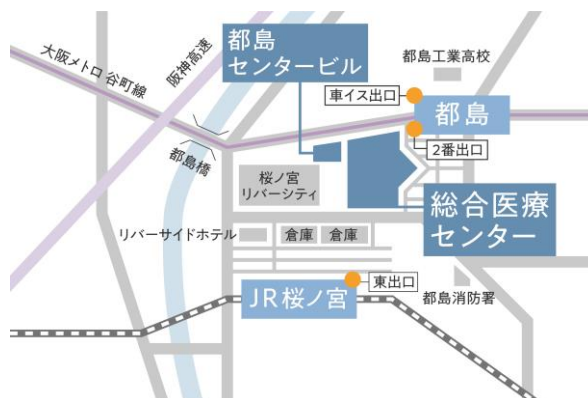 大阪メトロ 谷町線
阪神高速
都島
センタービル
都島工業高校
車イス出口
都島
2番出口
都島橋
桜ノ宮
リバーシティ
総合医療
センター
リバーサイドホテル
倉庫
倉庫
東出口
JR桜ノ宮
都島消防署